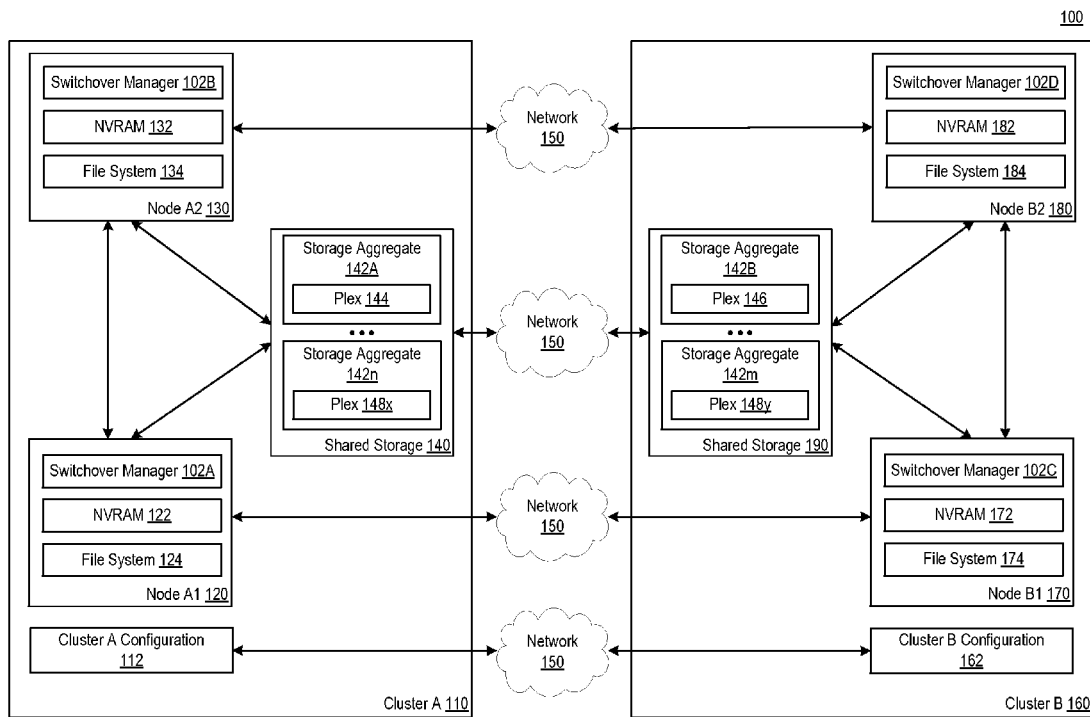 100
Switchover Manager 102B
NVRAM 132
File System 134
Node A2 130
Network
150
Switchover Manager 102D
NVRAM 182
File System 184
Node B2 180
Storage Aggregate
142A
Plex 144
•••
Storage Aggregate
142n
Plex 148x
Shared Storage 140
Network
150
Storage Aggregate
142B
Plex 146
•••
Storage Aggregate
142m
Plex 148y
Shared Storage 190
Switchover Manager 102A
NVRAM 122
File System 124
Node A1 120
Network
150
Switchover Manager 102C
NVRAM 172
File System 174
Node B1 170
Cluster A Configuration
112
Network
150
Cluster B Configuration
162
Cluster A 110
Cluster B 160